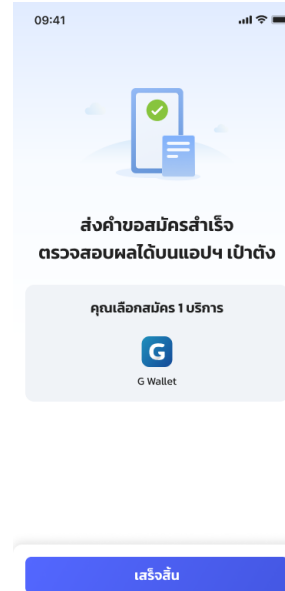 09:41
ส่งคำขอสมัครสำเร็จ
ตรวจสอบผลได้บนแอปฯ เป๋าตัง
คุณเลือกสมัคร 1 บริการ
G
G Wallet
เสร็จสิ้น